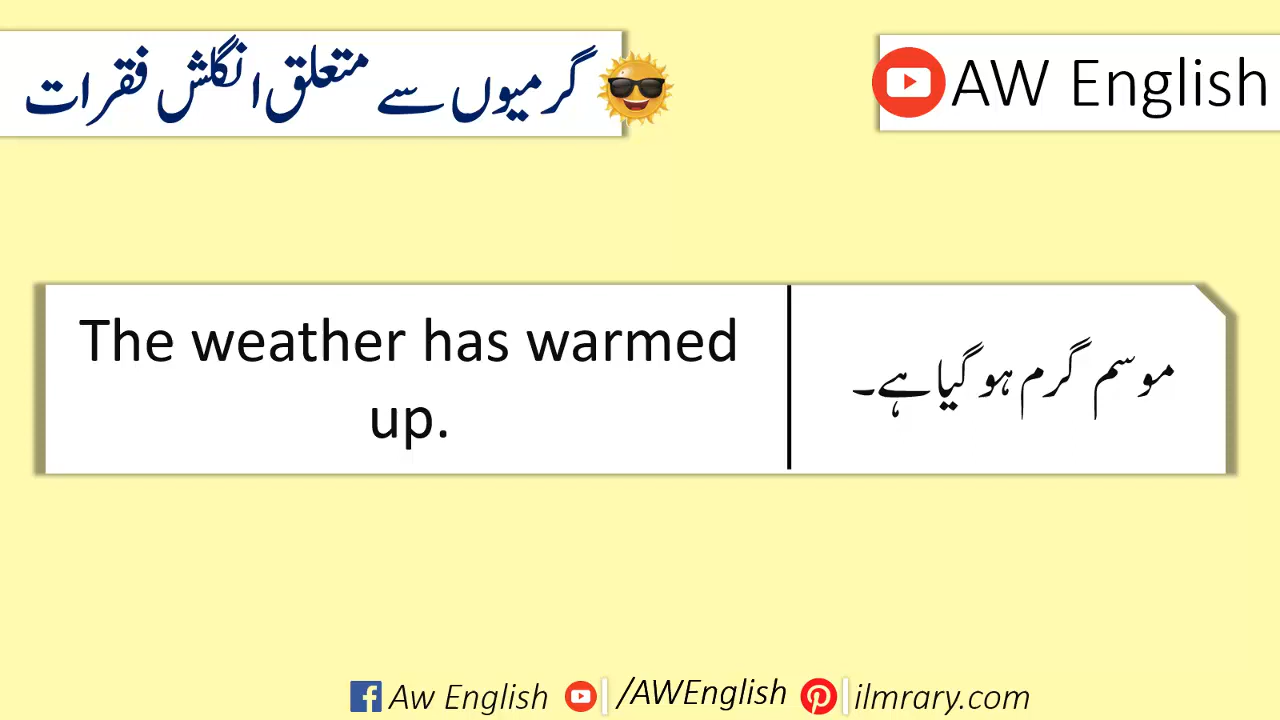 گرمیوں سے متعلق انگلش فقرات
AW English
The weather has warmed
up.
موسم گرم ہو گیا ہے۔
Aw English
/AWEnglish
ilmrary.com